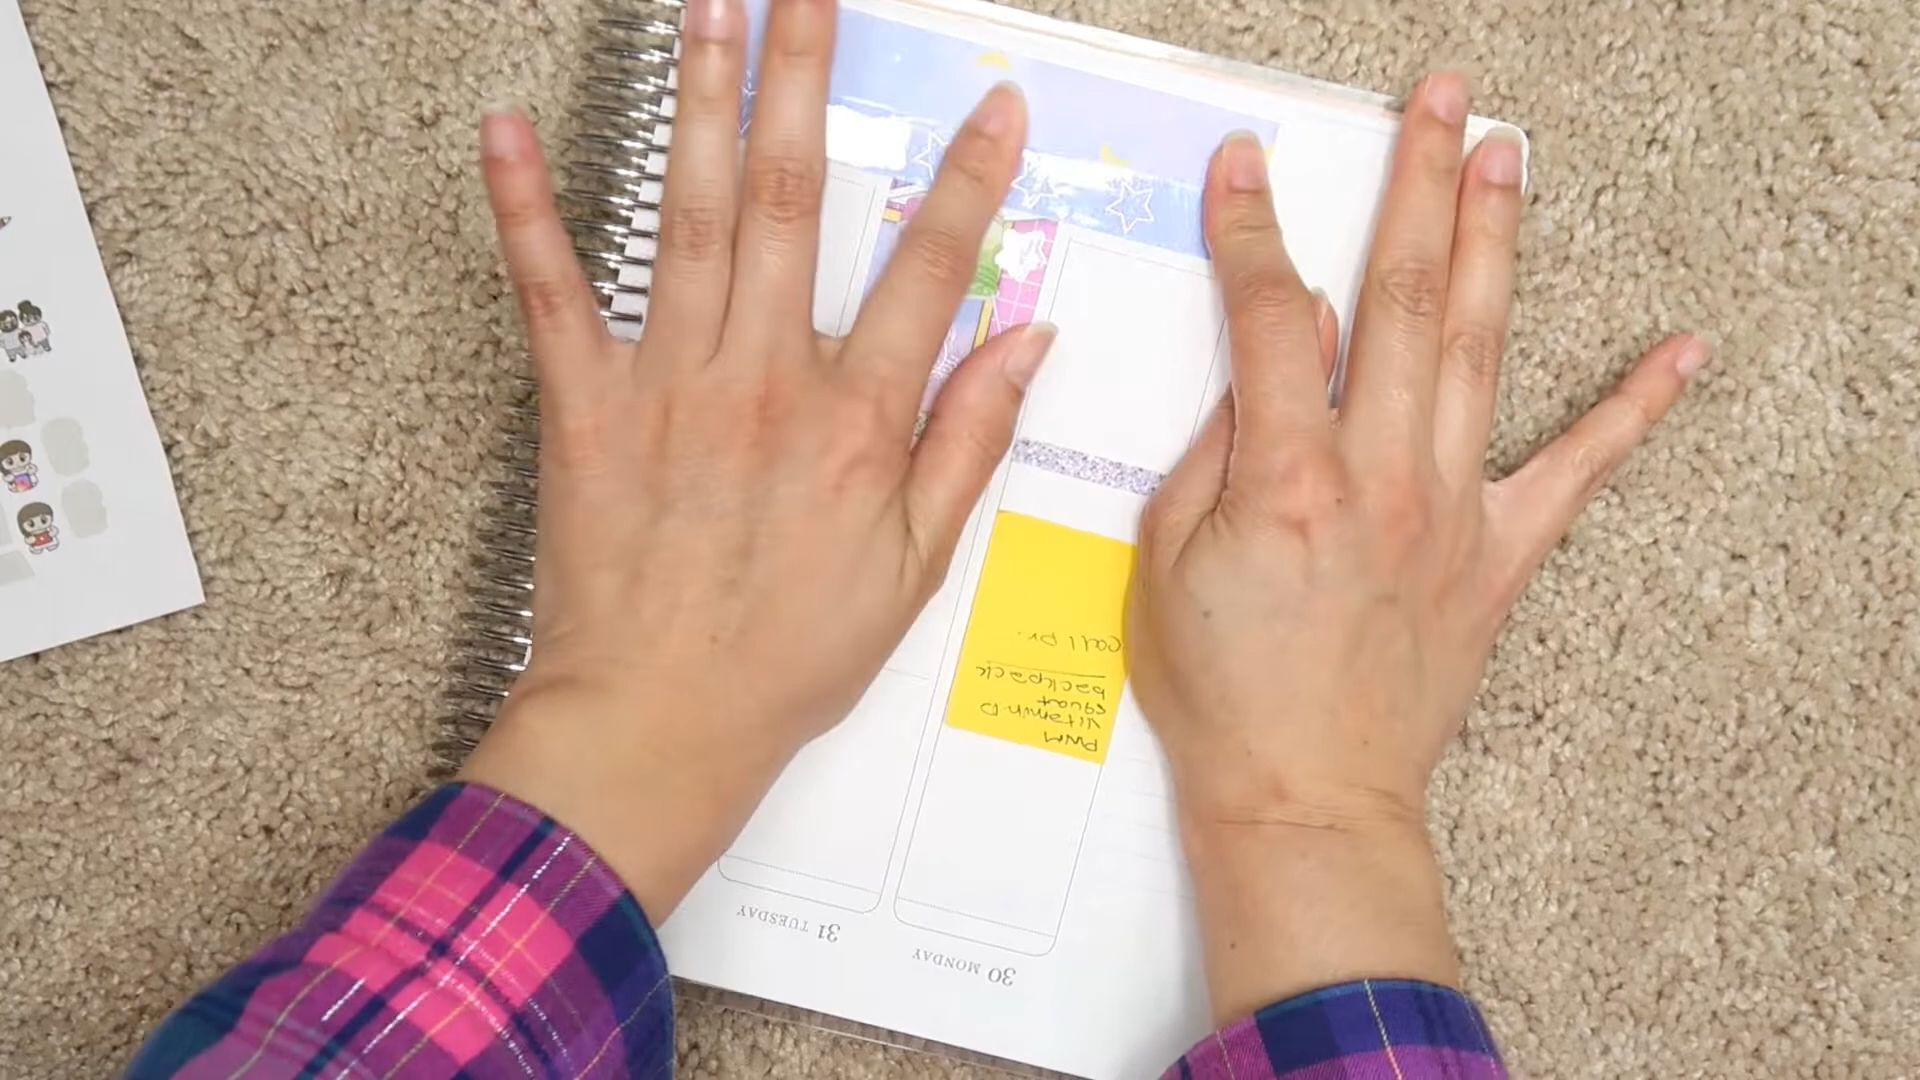 30 MONDAY
31 TUESDAY
PWM
vitamin D
squat
backpack
call Dr.